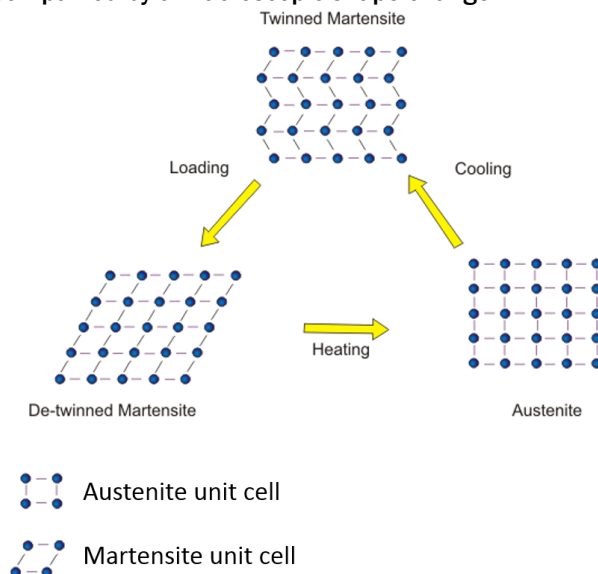 Twinned Martensite
Loading
Cooling
Heating
De-twinned Martensite
Austenite
Austenite unit cell
Martensite unit cell